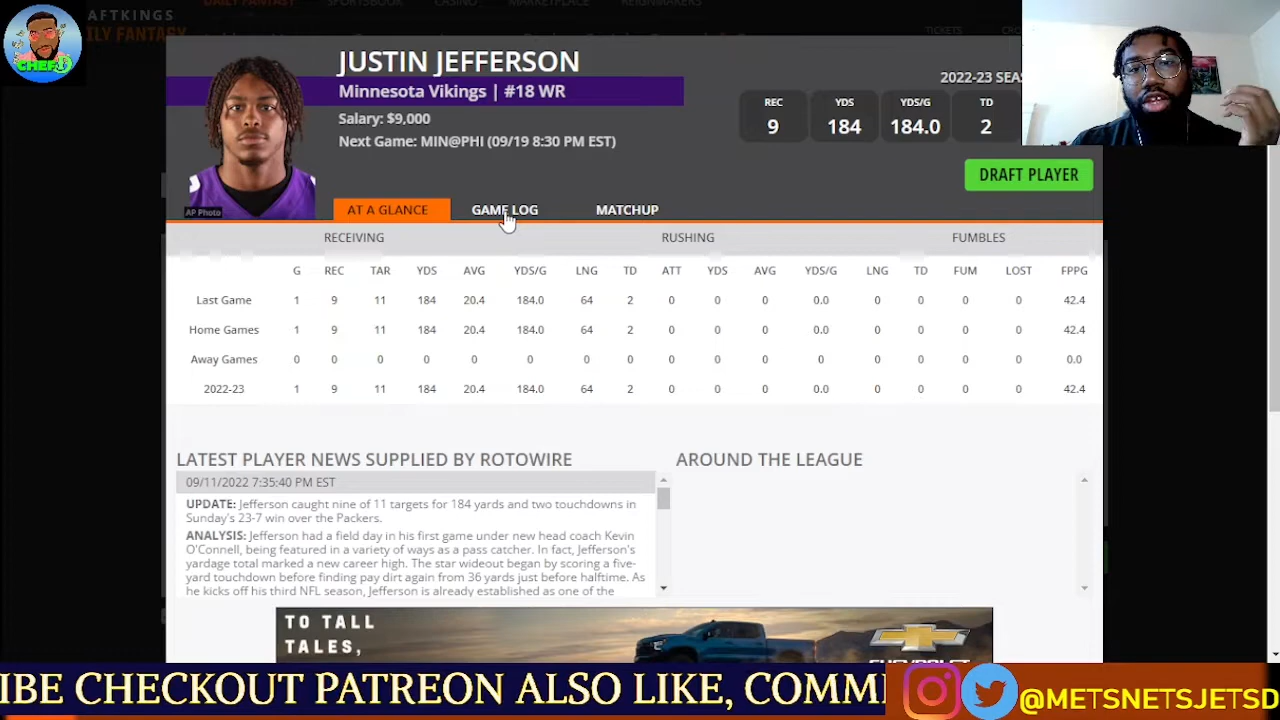 AFTKINGS
ILY FANTASY
DAILY FANTASY SPORTSBOOK CASINO MARKETPLACE REIGNMAKERS
CHEF
TICKETS
JUSTIN JEFFERSON
Minnesota Vikings | #18 WR
Salary: $9,000
Next Game: MIN@PHI (09/19 8:30 PM EST)
2022-23 SEA
REC YDS YDS/G TD
9 184 184.0 2
DRAFT PLAYER
AP Photo
AT A GLANCE GAME LOG MATCHUP
RECEIVING RUSHING FUMBLES
G REC TAR YDS AVG YDS/G LNG TD ATT YDS AVG YDS/G LNG TD FUM LOST FPPG
Last Game 1 9 11 184 20.4 184.0 64 2 0 0 0 0.0 0 0 0 0 42.4
Home Games 1 9 11 184 20.4 184.0 64 2 0 0 0 0.0 0 0 0 0 42.4
Away Games 0 0 0 0 0 0 0 0 0 0 0 0 0 0 0 0 0.0
2022-23 1 9 11 184 20.4 184.0 64 2 0 0 0 0.0 0 0 0 0 42.4
LATEST PLAYER NEWS SUPPLIED BY ROTOWIRE
AROUND THE LEAGUE
09/11/2022 7:35:40 PM EST
UPDATE: Jefferson caught nine of 11 targets for 184 yards and two touchdowns in
Sunday's 23-7 win over the Packers.
ANALYSIS: Jefferson had a field day in his first game under new head coach Kevin
O'Connell, being featured in a variety of ways as a pass catcher. In fact, Jefferson's
yardage total marked a new career high. The star wideout began by scoring a five-
yard touchdown before finding pay dirt again from 36 yards just before halftime. As
he kicks off his third NFL season, Jefferson is already established as one of the
TO TALL
TALES,
CHEVROLET
IBE CHECKOUT PATREON ALSO LIKE, COMM
@METSNETSJETSD